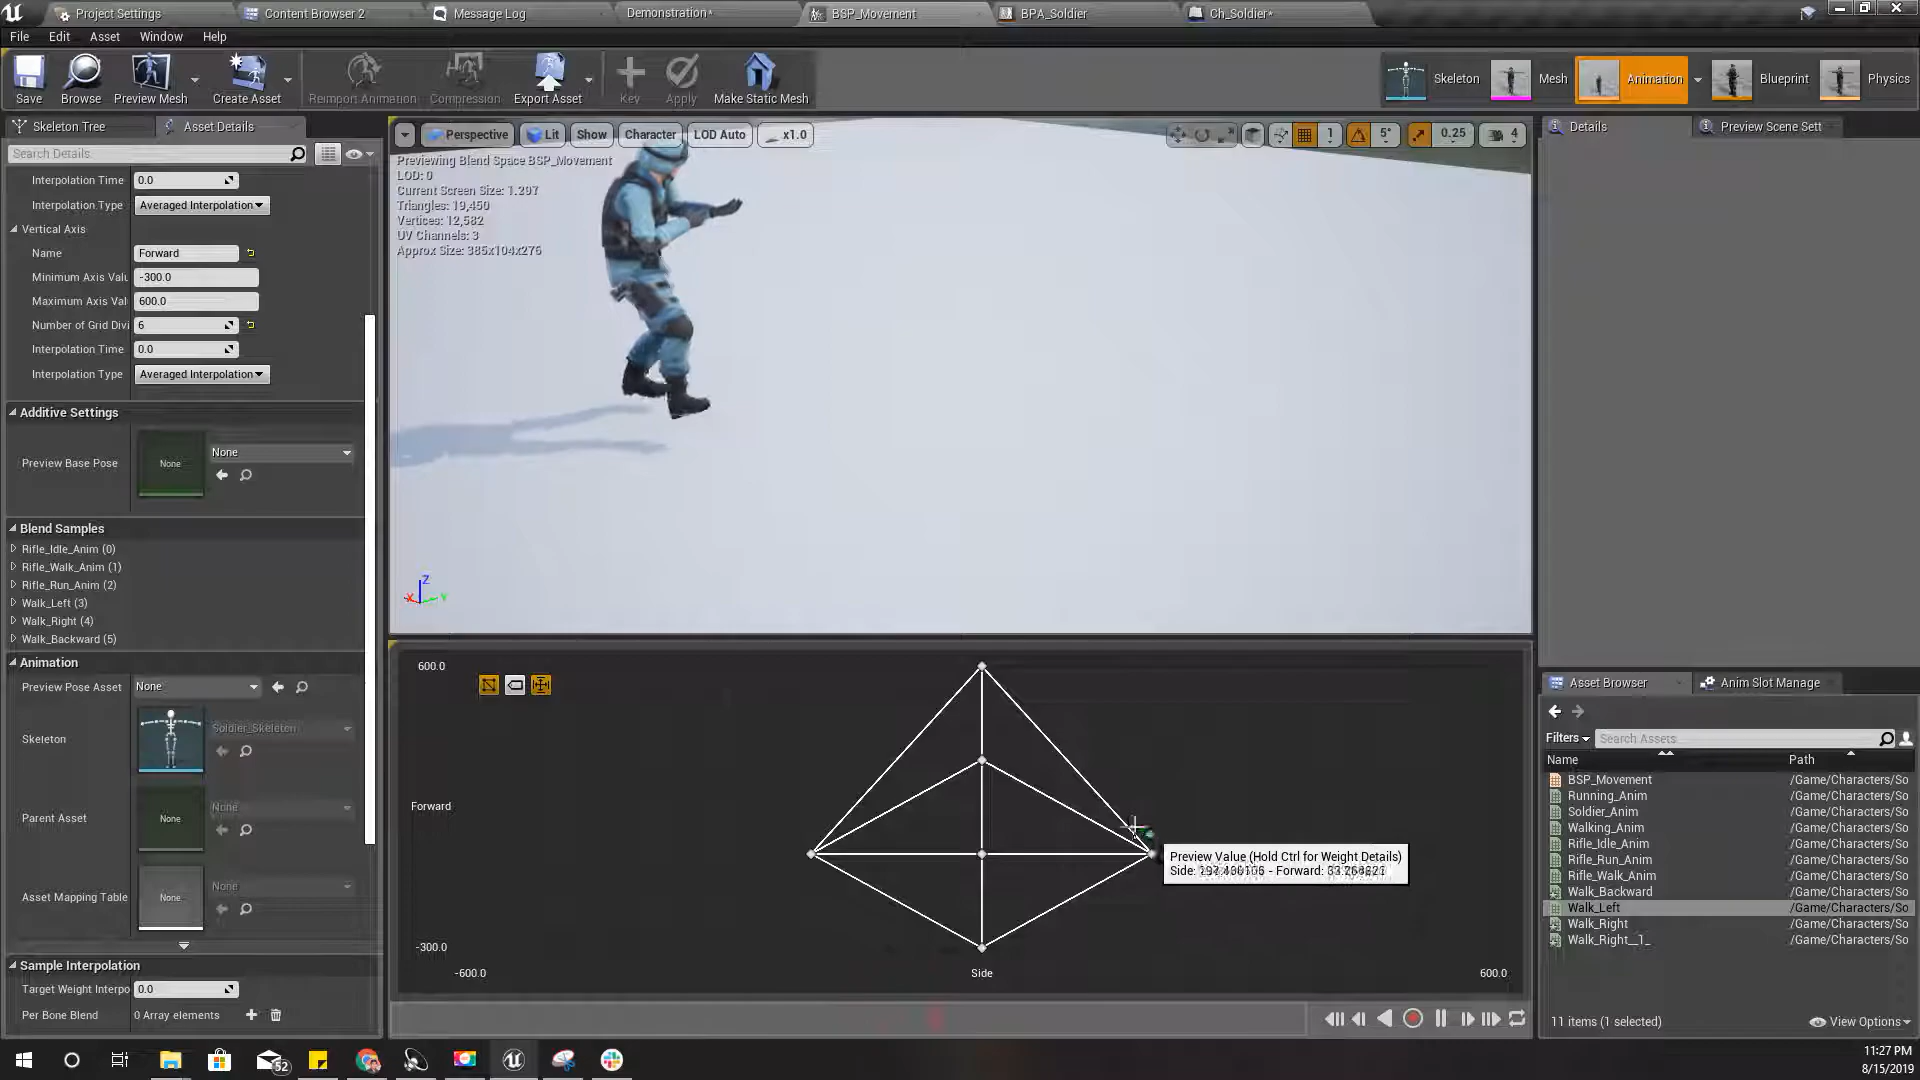 Project Settings
Content Browser 2
Message Log
Demonstration*
BSP_Movement
BPA_Soldier
Ch_Soldier*
File Edit Asset Window Help
Save
Browse
Preview Mesh
Create Asset
Reimport Animation
Compression
Export Asset
Key
Apply
Make Static Mesh
Skeleton
Mesh
Animation
Blueprint
Physics
Skeleton Tree
Asset Details
Search Details
Interpolation Time 0.0
Interpolation Type Averaged Interpolation
Vertical Axis
Name Forward
Minimum Axis Valu -300.0
Maximum Axis Val 600.0
Number of Grid Divi 6
Interpolation Time 0.0
Interpolation Type Averaged Interpolation
Additive Settings
Preview Base Pose None None
Blend Samples
Rifle_Idle_Anim (0)
Rifle_Walk_Anim (1)
Rifle_Run_Anim (2)
Walk_Left (3)
Walk_Right (4)
Walk_Backward (5)
Animation
Preview Pose Asset None
Skeleton Soldier_Skeleton
Parent Asset None None
Asset Mapping Table None None
Sample Interpolation
Target Weight Interpo 0.0
Per Bone Blend 0 Array elements
Perspective Lit Show Character LOD Auto x1.0
1 5° 0.25 4
Previewing Blend Space BSP_Movement
LOD: 0
Current Screen Size: 1.297
Triangles: 19,450
Vertices: 12,582
UV Channels: 3
Approx Size: 385x104x276
Z
X
Y
600.0
Forward
-300.0
-600.0
Side
600.0
Preview Value (Hold Ctrl for Weight Details)
Side: - Forward:
Details
Preview Scene Sett
Asset Browser
Anim Slot Manage
Filters Search Assets
Name Path
BSP_Movement /Game/Characters/So
Running_Anim /Game/Characters/So
Soldier_Anim /Game/Characters/So
Walking_Anim /Game/Characters/So
Rifle_Idle_Anim /Game/Characters/So
Rifle_Run_Anim /Game/Characters/So
Rifle_Walk_Anim /Game/Characters/So
Walk_Backward /Game/Characters/So
Walk_Left /Game/Characters/So
Walk_Right /Game/Characters/So
Walk_Right__1_ /Game/Characters/So
11 items (1 selected)
View Options
52
11:27 PM
8/15/2019